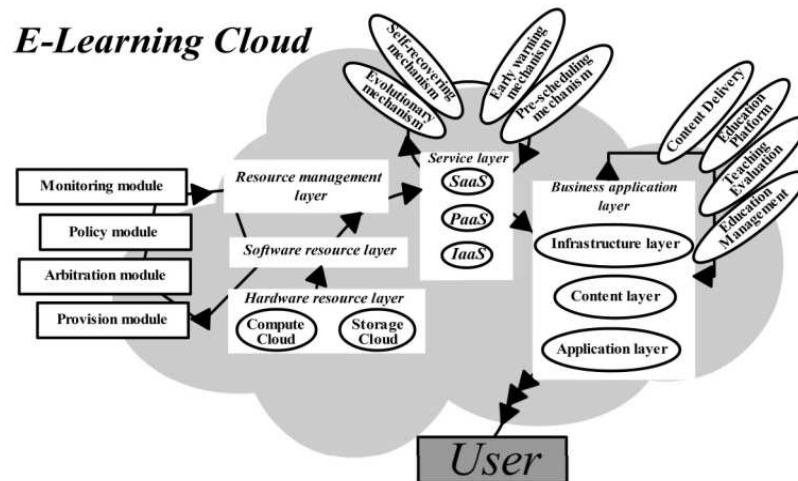 E-Learning Cloud
Self-recovering
mechanism
Evolutionary
mechanism
Early warning
mechanism
Pre-scheduling
mechanism
Content Delivery
Education
Platform
Teaching
Evaluation
Education
Management
Monitoring module
Policy module
Arbitration module
Provision module
Resource management
layer
Software resource layer
Hardware resource layer
Compute
Cloud
Storage
Cloud
Service layer
SaaS
PaaS
IaaS
Business application
layer
Infrastructure layer
Content layer
Application layer
User